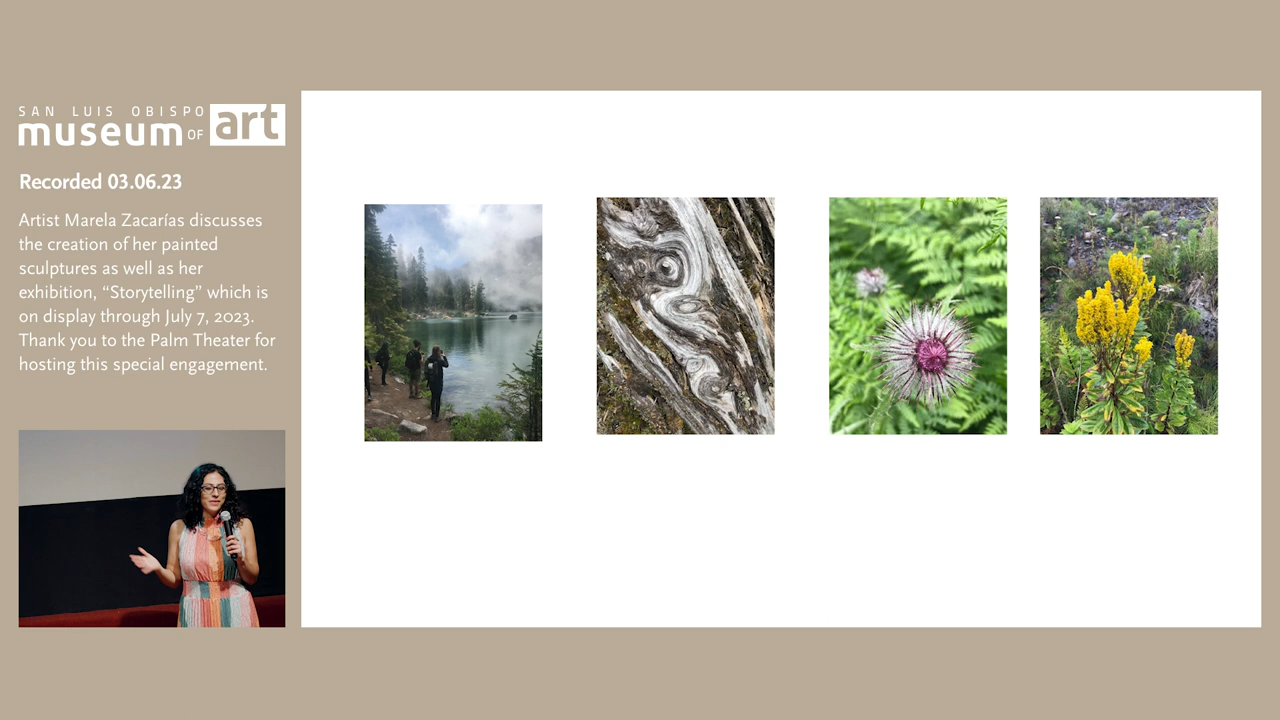 SAN LUIS OBISPO
museum OF art
Recorded 03.06.23
Artist Marela Zacarías discusses
the creation of her painted
sculptures as well as her
exhibition, “Storytelling” which is
on display through July 7, 2023.
Thank you to the Palm Theater for
hosting this special engagement.